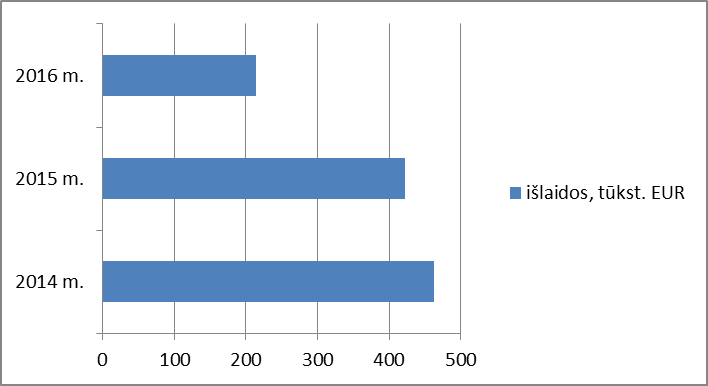 2016 m.
2015 m.
2014 m.
0 100 200 300 400 500
išlaidos, tūkst. EUR